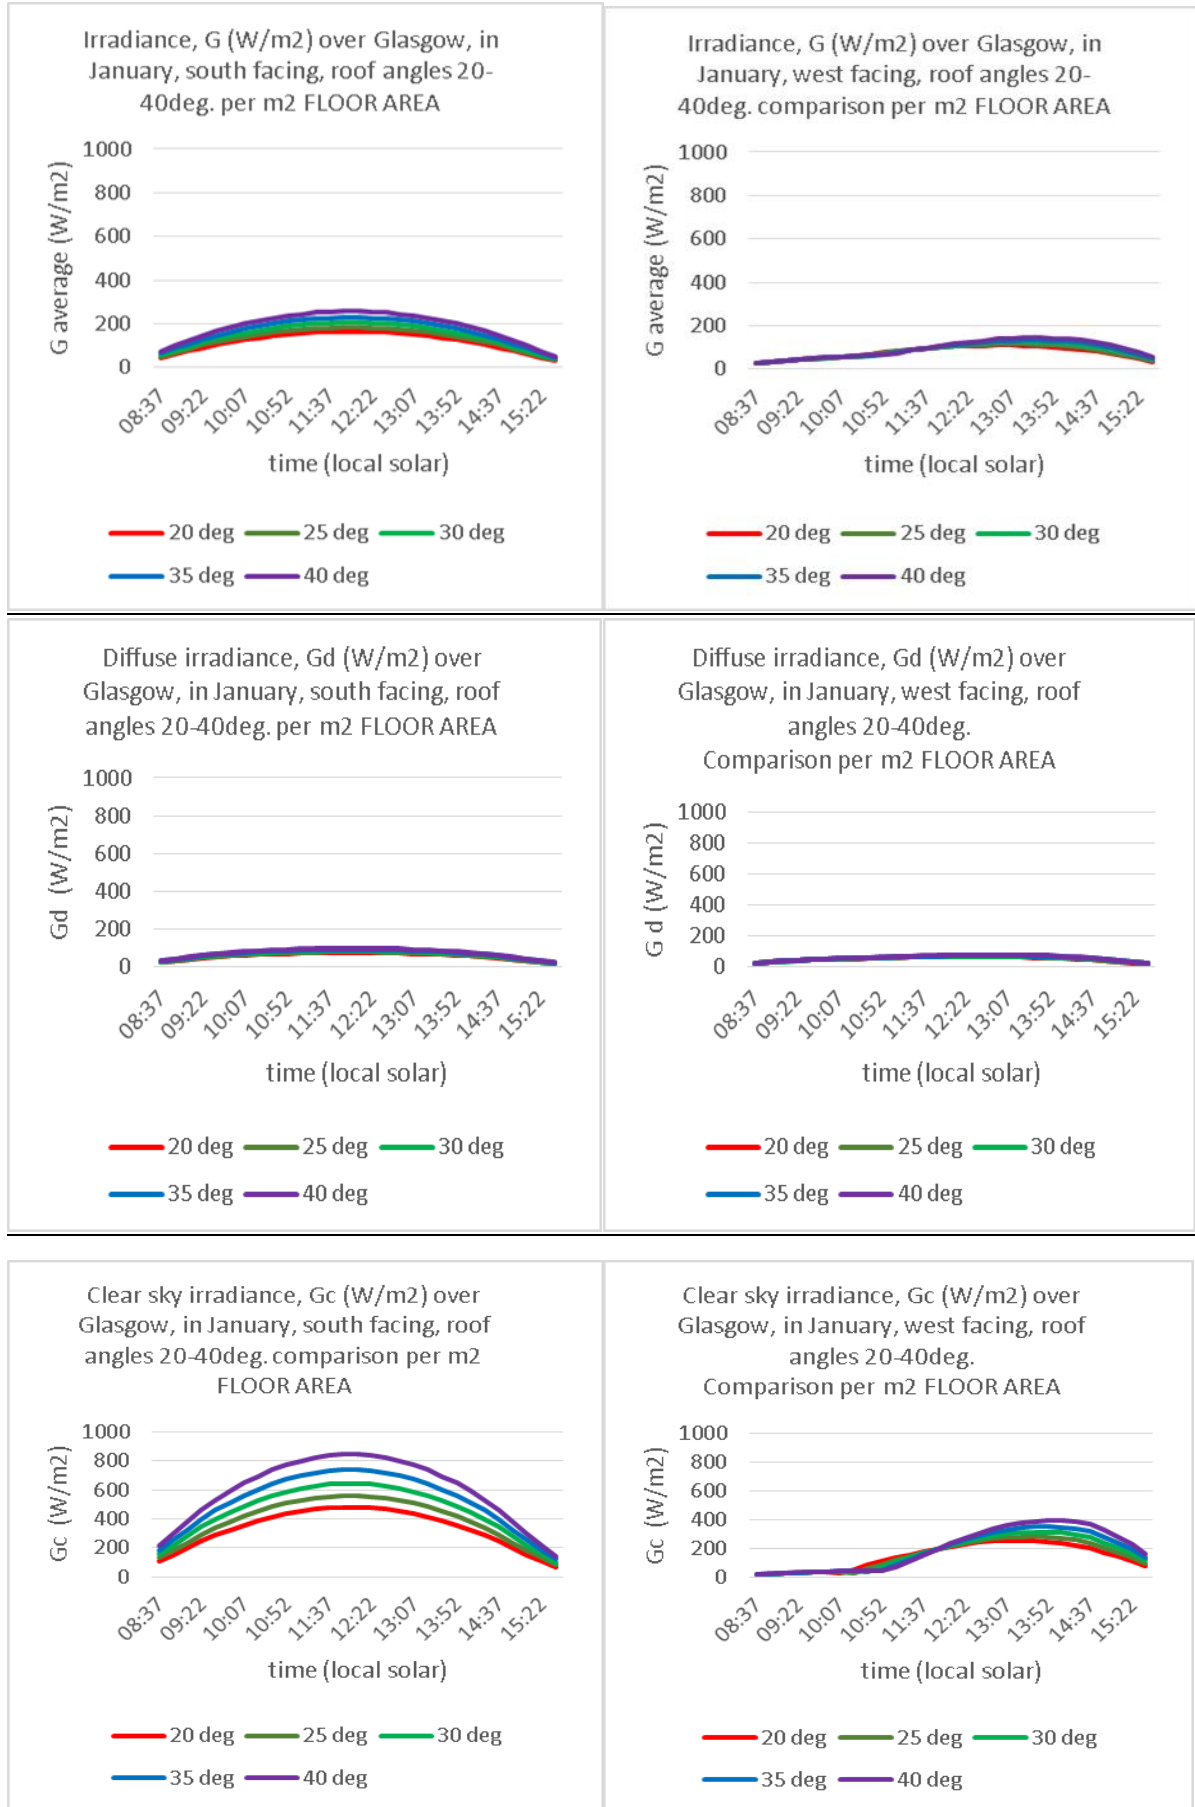 Irradiance, G (W/m2) over Glasgow, in
January, south facing, roof angles 20-
40deg. per m2 FLOOR AREA
1000
800
600
400
200
0
G average (W/m2)
08:37
09:22
10:07
10:52
11:37
12:22
13:07
13:52
14:37
15:22
time (local solar)
20 deg
25 deg
30 deg
35 deg
40 deg
Irradiance, G (W/m2) over Glasgow, in
January, west facing, roof angles 20-
40deg. comparison per m2 FLOOR AREA
1000
800
600
400
200
0
G average (W/m2)
08:37
09:22
10:07
10:52
11:37
12:22
13:07
13:52
14:37
15:22
time (local solar)
20 deg
25 deg
30 deg
35 deg
40 deg
Diffuse irradiance, Gd (W/m2) over
Glasgow, in January, south facing, roof
angles 20-40deg. per m2 FLOOR AREA
1000
800
600
400
200
0
Gd (W/m2)
08:37
09:22
10:07
10:52
11:37
12:22
13:07
13:52
14:37
15:22
time (local solar)
20 deg
25 deg
30 deg
35 deg
40 deg
Diffuse irradiance, Gd (W/m2) over
Glasgow, in January, west facing, roof
angles 20-40deg.
Comparison per m2 FLOOR AREA
1000
800
600
400
200
0
G d (W/m2)
08:37
09:22
10:07
10:52
11:37
12:22
13:07
13:52
14:37
15:22
time (local solar)
20 deg
25 deg
30 deg
35 deg
40 deg
Clear sky irradiance, Gc (W/m2) over
Glasgow, in January, south facing, roof
angles 20-40deg. comparison per m2
FLOOR AREA
1000
800
600
400
200
0
Gc (W/m2)
08:37
09:22
10:07
10:52
11:37
12:22
13:07
13:52
14:37
15:22
time (local solar)
20 deg
25 deg
30 deg
35 deg
40 deg
Clear sky irradiance, Gc (W/m2) over
Glasgow, in January, west facing, roof
angles 20-40deg.
Comparison per m2 FLOOR AREA
1000
800
600
400
200
0
Gc (W/m2)
08:37
09:22
10:07
10:52
11:37
12:22
13:07
13:52
14:37
15:22
time (local solar)
20 deg
25 deg
30 deg
35 deg
40 deg